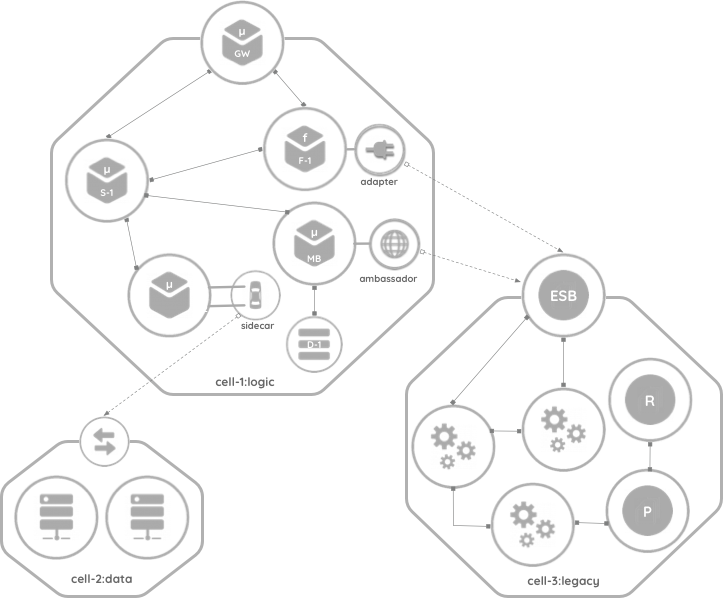 μ
GW
f
F-1
adapter
μ
S-1
μ
MB
ambassador
μ
sidecar
D-1
cell-1:logic
ESB
R
P
cell-2:data
cell-3:legacy